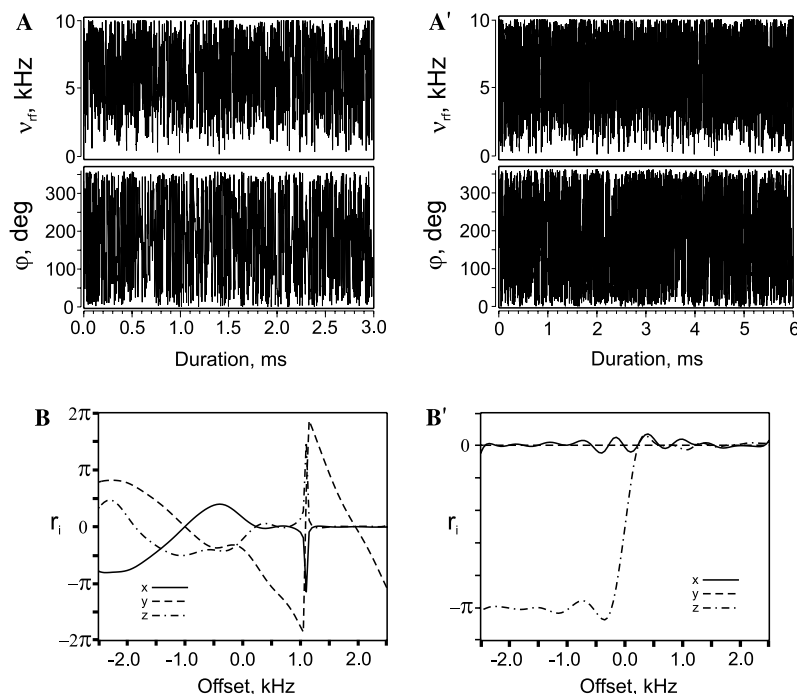 A
10
5
0
ν_rf, kHz
300
200
100
0
φ, deg
0.0 0.5 1.0 1.5 2.0 2.5 3.0
Duration, ms
A'
10
5
0
ν_rf, kHz
300
200
100
0
φ, deg
0 1 2 3 4 5 6
Duration, ms
B
2π
π
0
−π
−2π
r_i
x
y
z
-2.0 -1.0 0.0 1.0 2.0
Offset, kHz
B'
0
−π
r_i
x
y
z
-2.0 -1.0 0.0 1.0 2.0
Offset, kHz